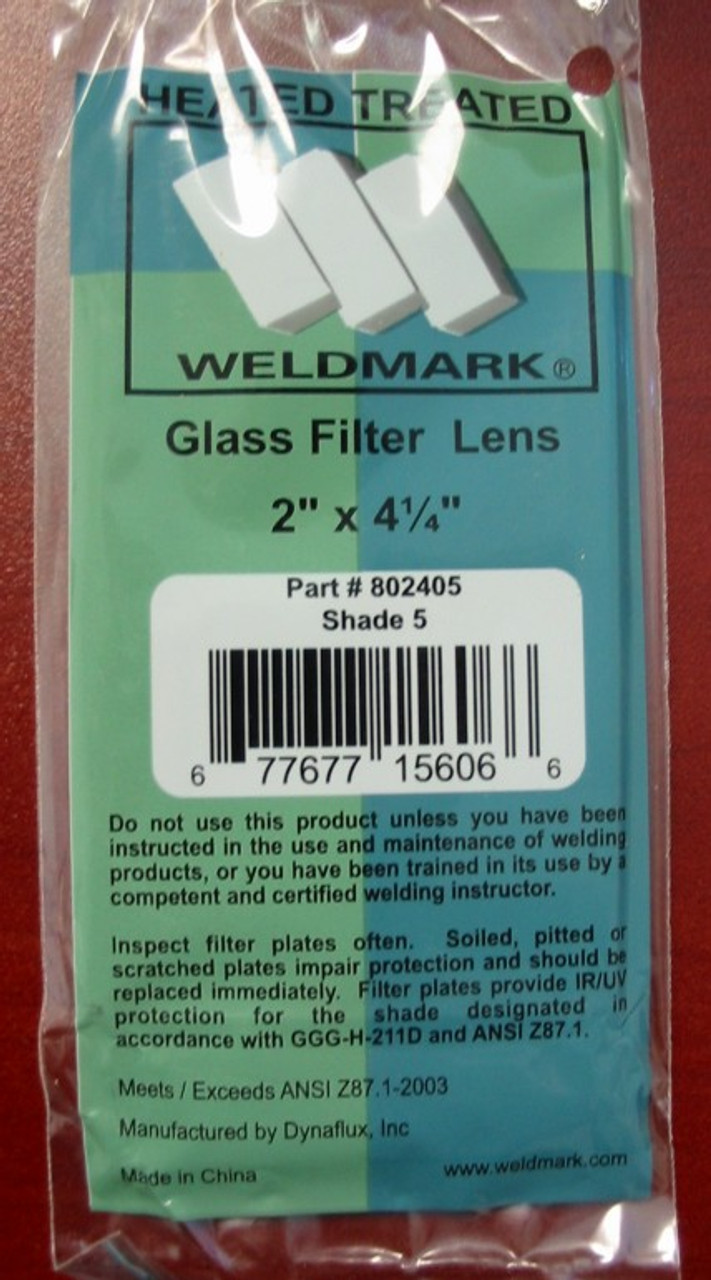 HEATED TREATED
WELDMARK®
Glass Filter Lens
2" x 4¼"
Part # 802405
Shade 5
6 77677 15606 6
Do not use this product unless you have been
instructed in the use and maintenance of welding
products, or you have been trained in its use by a
competent and certified welding instructor.
Inspect filter plates often. Soiled, pitted or
scratched plates impair protection and should be
replaced immediately. Filter plates provide IR/UV
protection for the shade designated in
accordance with GGG-H-211D and ANSI Z87.1.
Meets / Exceeds ANSI Z87.1-2003
Manufactured by Dynaflux, Inc
Made in China
www.weldmark.com